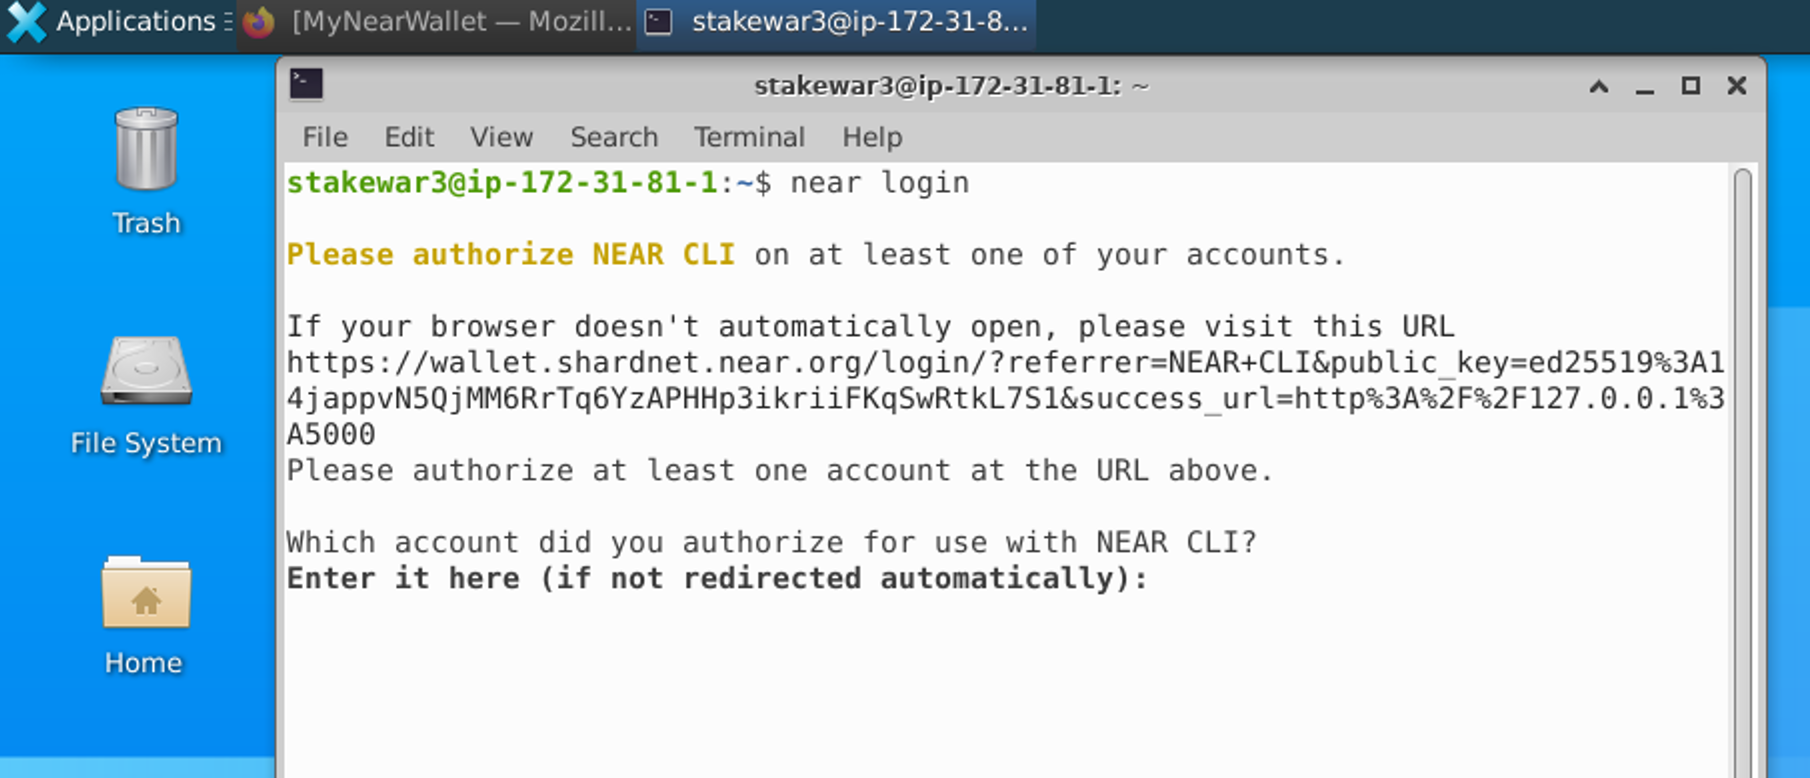 Applications
[MyNearWallet — Mozill...
stakewar3@ip-172-31-8...
stakewar3@ip-172-31-81-1: ~
File Edit View Search Terminal Help
stakewar3@ip-172-31-81-1:~$ near login
Please authorize NEAR CLI on at least one of your accounts.
If your browser doesn't automatically open, please visit this URL
https://wallet.shardnet.near.org/login/?referrer=NEAR+CLI&public_key=ed25519%3A1
4jappvN5QjMM6RrTq6YzAPHHp3ikriiFKqSwRtkL7S1&success_url=http%3A%2F%2F127.0.0.1%3
A5000
Please authorize at least one account at the URL above.
Which account did you authorize for use with NEAR CLI?
Enter it here (if not redirected automatically):
Trash
File System
Home